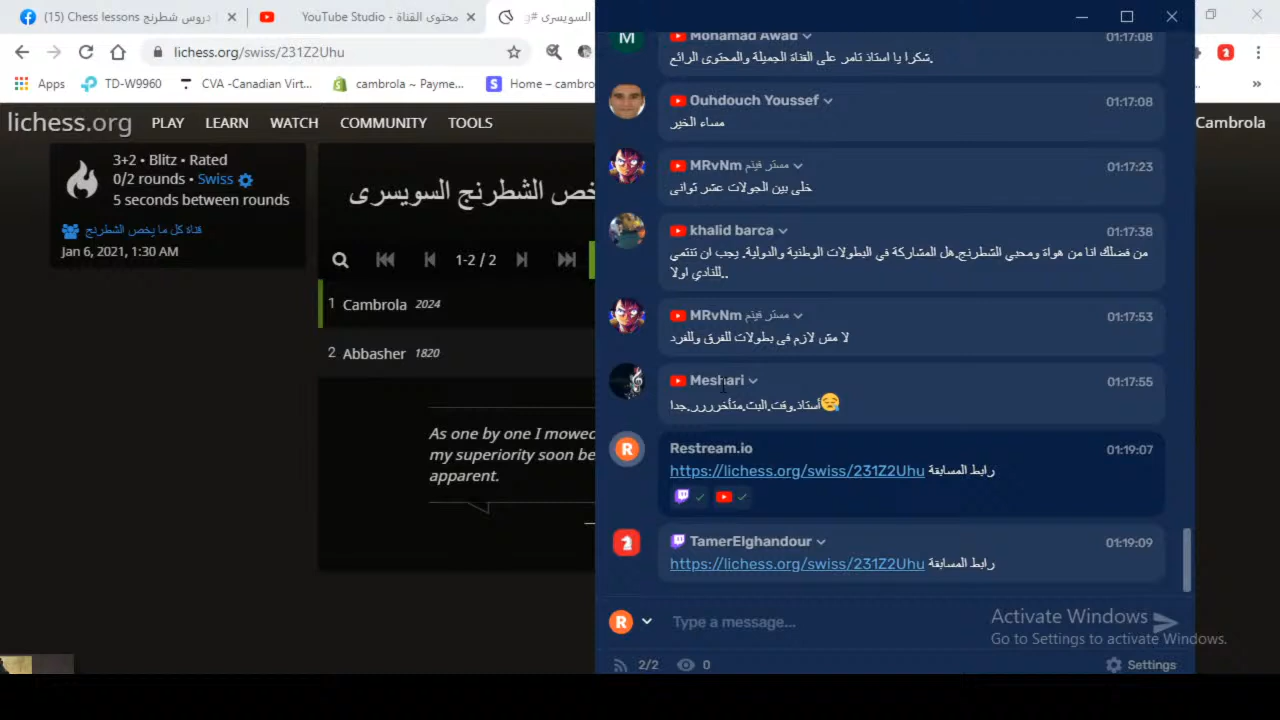 (15) Chess lessons دروس شطرنج
YouTube Studio - محتوى القناة
السويسرى #g
lichess.org/swiss/231Z2Uhu
Apps
TD-W9960
CVA -Canadian Virt...
cambrola ~ Payme...
Home ~ cambro
»
lichess.org PLAY LEARN WATCH COMMUNITY TOOLS
Cambrola
3+2 • Blitz • Rated
0/2 rounds • Swiss
5 seconds between rounds
قناة كل ما يخص الشطرنج
Jan 6, 2021, 1:30 AM
خص الشطرنج السويسرى
1-2 / 2
1 Cambrola 2024
2 Abbasher 1820
As one by one I mowed
my superiority soon be
apparent.
M
Mohamad Awad
01:17:08
شكرا يا استاذ تامر على القناة الجميلة والمحتوى الرائع.
Ouhdouch Youssef
01:17:08
مساء الخير
MRvNm مستر فينم
01:17:23
خلى بين الجولات عشر ثوانى
khalid barca
01:17:38
من فضلك انا من هواة ومحبي الشطرنج.هل المشاركة في البطولات الوطنية والدولية. يجب ان تنتمي
للنادي اولا..
MRvNm مستر فينم
01:17:53
لا مش لازم فى بطولات للفرق وللفرد
Meshari
01:17:55
أستاذ.وقت.البت.متأخرررر.جدا😪
R
Restream.io
01:19:07
https://lichess.org/swiss/231Z2Uhu رابط المسابقة
TamerElghandour
01:19:09
https://lichess.org/swiss/231Z2Uhu رابط المسابقة
R
Type a message...
Activate Windows
Go to Settings to activate Windows.
2/2
0
Settings